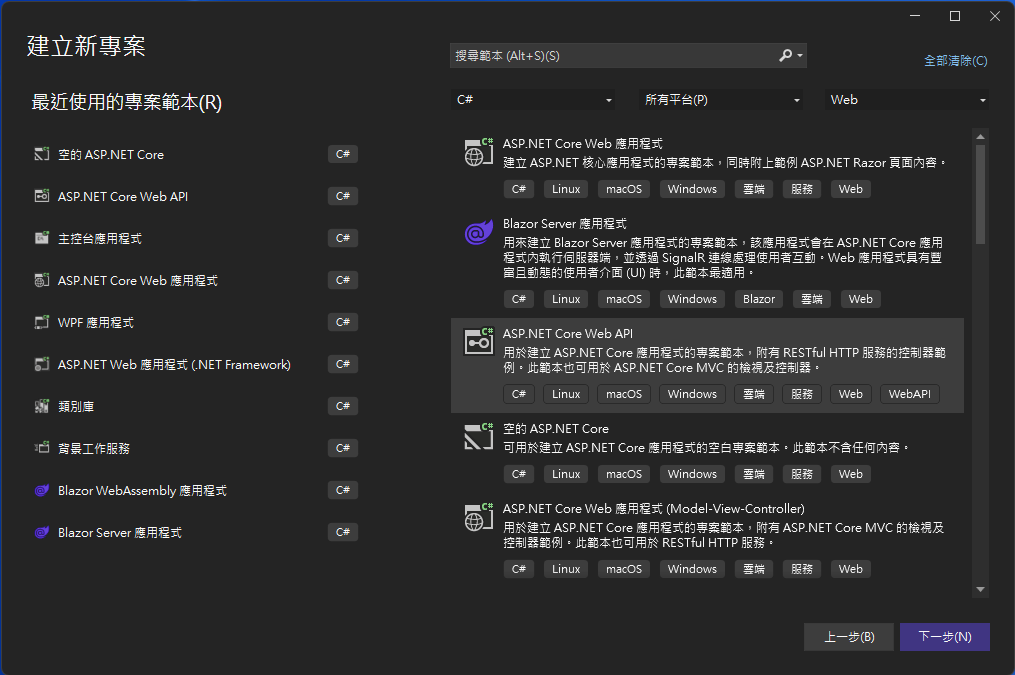 建立新專案
搜尋範本 (Alt+S)(S)
全部清除(C)
最近使用的專案範本(R)
C#
所有平台(P)
Web
空的 ASP.NET Core
C#
ASP.NET Core Web API
C#
主控台應用程式
C#
ASP.NET Core Web 應用程式
C#
WPF 應用程式
C#
ASP.NET Web 應用程式 (.NET Framework)
C#
類別庫
C#
背景工作服務
C#
Blazor WebAssembly 應用程式
C#
Blazor Server 應用程式
C#
ASP.NET Core Web 應用程式
建立 ASP.NET 核心應用程式的專案範本，同時附上範例 ASP.NET Razor 頁面內容。
C# Linux macOS Windows 雲端 服務 Web
Blazor Server 應用程式
用來建立 Blazor Server 應用程式的專案範本，該應用程式會在 ASP.NET Core 應用
程式內執行伺服器端，並透過 SignalR 連線處理使用者互動。Web 應用程式具有豐
富且動態的使用者介面 (UI) 時，此範本最適用。
C# Linux macOS Windows Blazor 雲端 Web
ASP.NET Core Web API
用於建立 ASP.NET Core 應用程式的專案範本，附有 RESTful HTTP 服務的控制器範
例。此範本也可用於 ASP.NET Core MVC 的檢視及控制器。
C# Linux macOS Windows 雲端 服務 Web WebAPI
空的 ASP.NET Core
可用於建立 ASP.NET Core 應用程式的空白專案範本。此範本不含任何內容。
C# Linux macOS Windows 雲端 服務 Web
ASP.NET Core Web 應用程式 (Model-View-Controller)
用於建立 ASP.NET Core 應用程式的專案範本，附有 ASP.NET Core MVC 的檢視及
控制器範例。此範本也可用於 RESTful HTTP 服務。
C# Linux macOS Windows 雲端 服務 Web
上一步(B)
下一步(N)